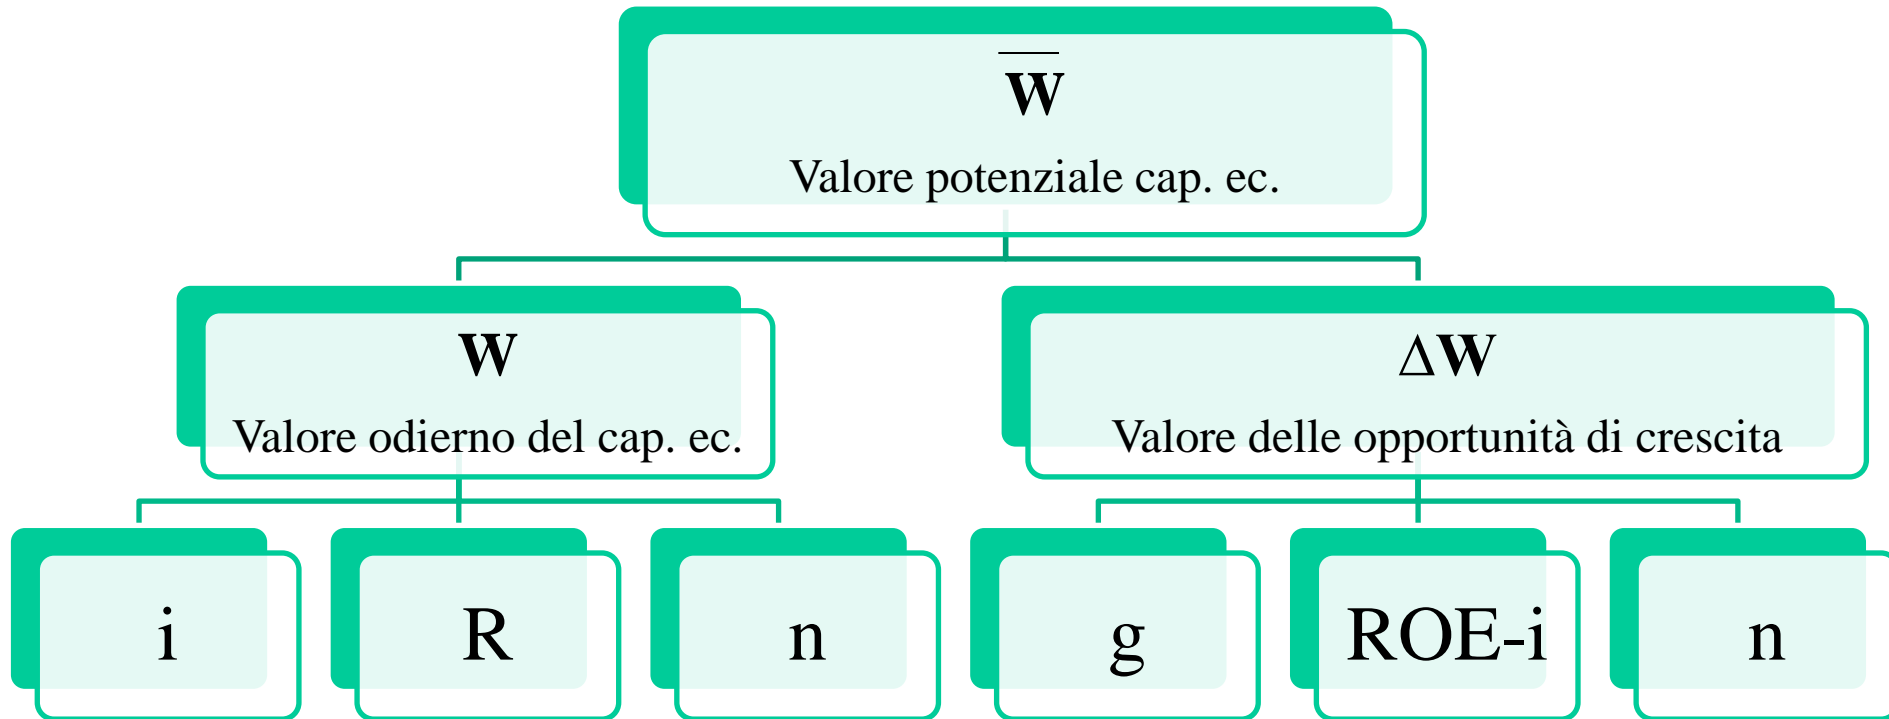 W̅
Valore potenziale cap. ec.
W
Valore odierno del cap. ec.
ΔW
Valore delle opportunità di crescita
i
R
n
g
ROE-i
n